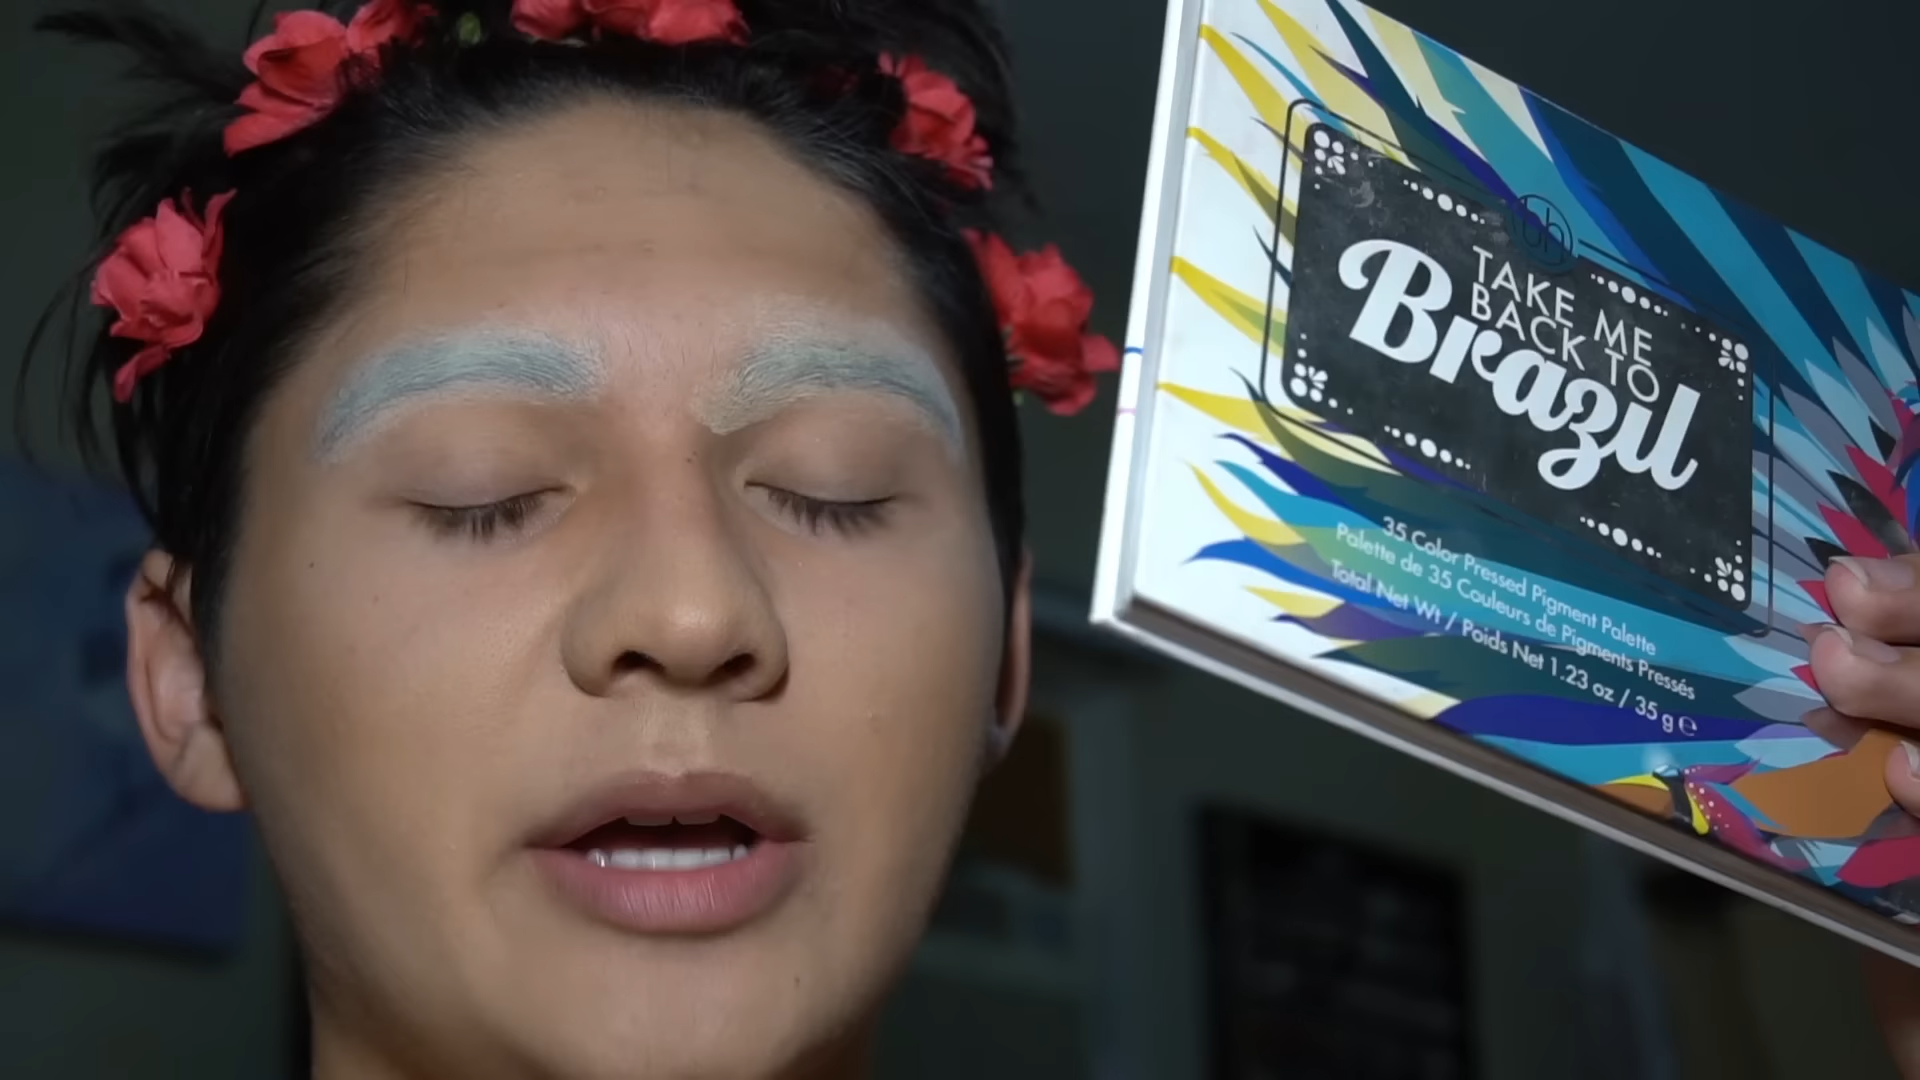 bh
TAKE ME
BACK TO
Brazil
35 Color Pressed Pigment Palette
Palette de 35 Couleurs de Pigments Pressés
Total Net Wt / Poids Net 1.23 oz / 35 g ℮